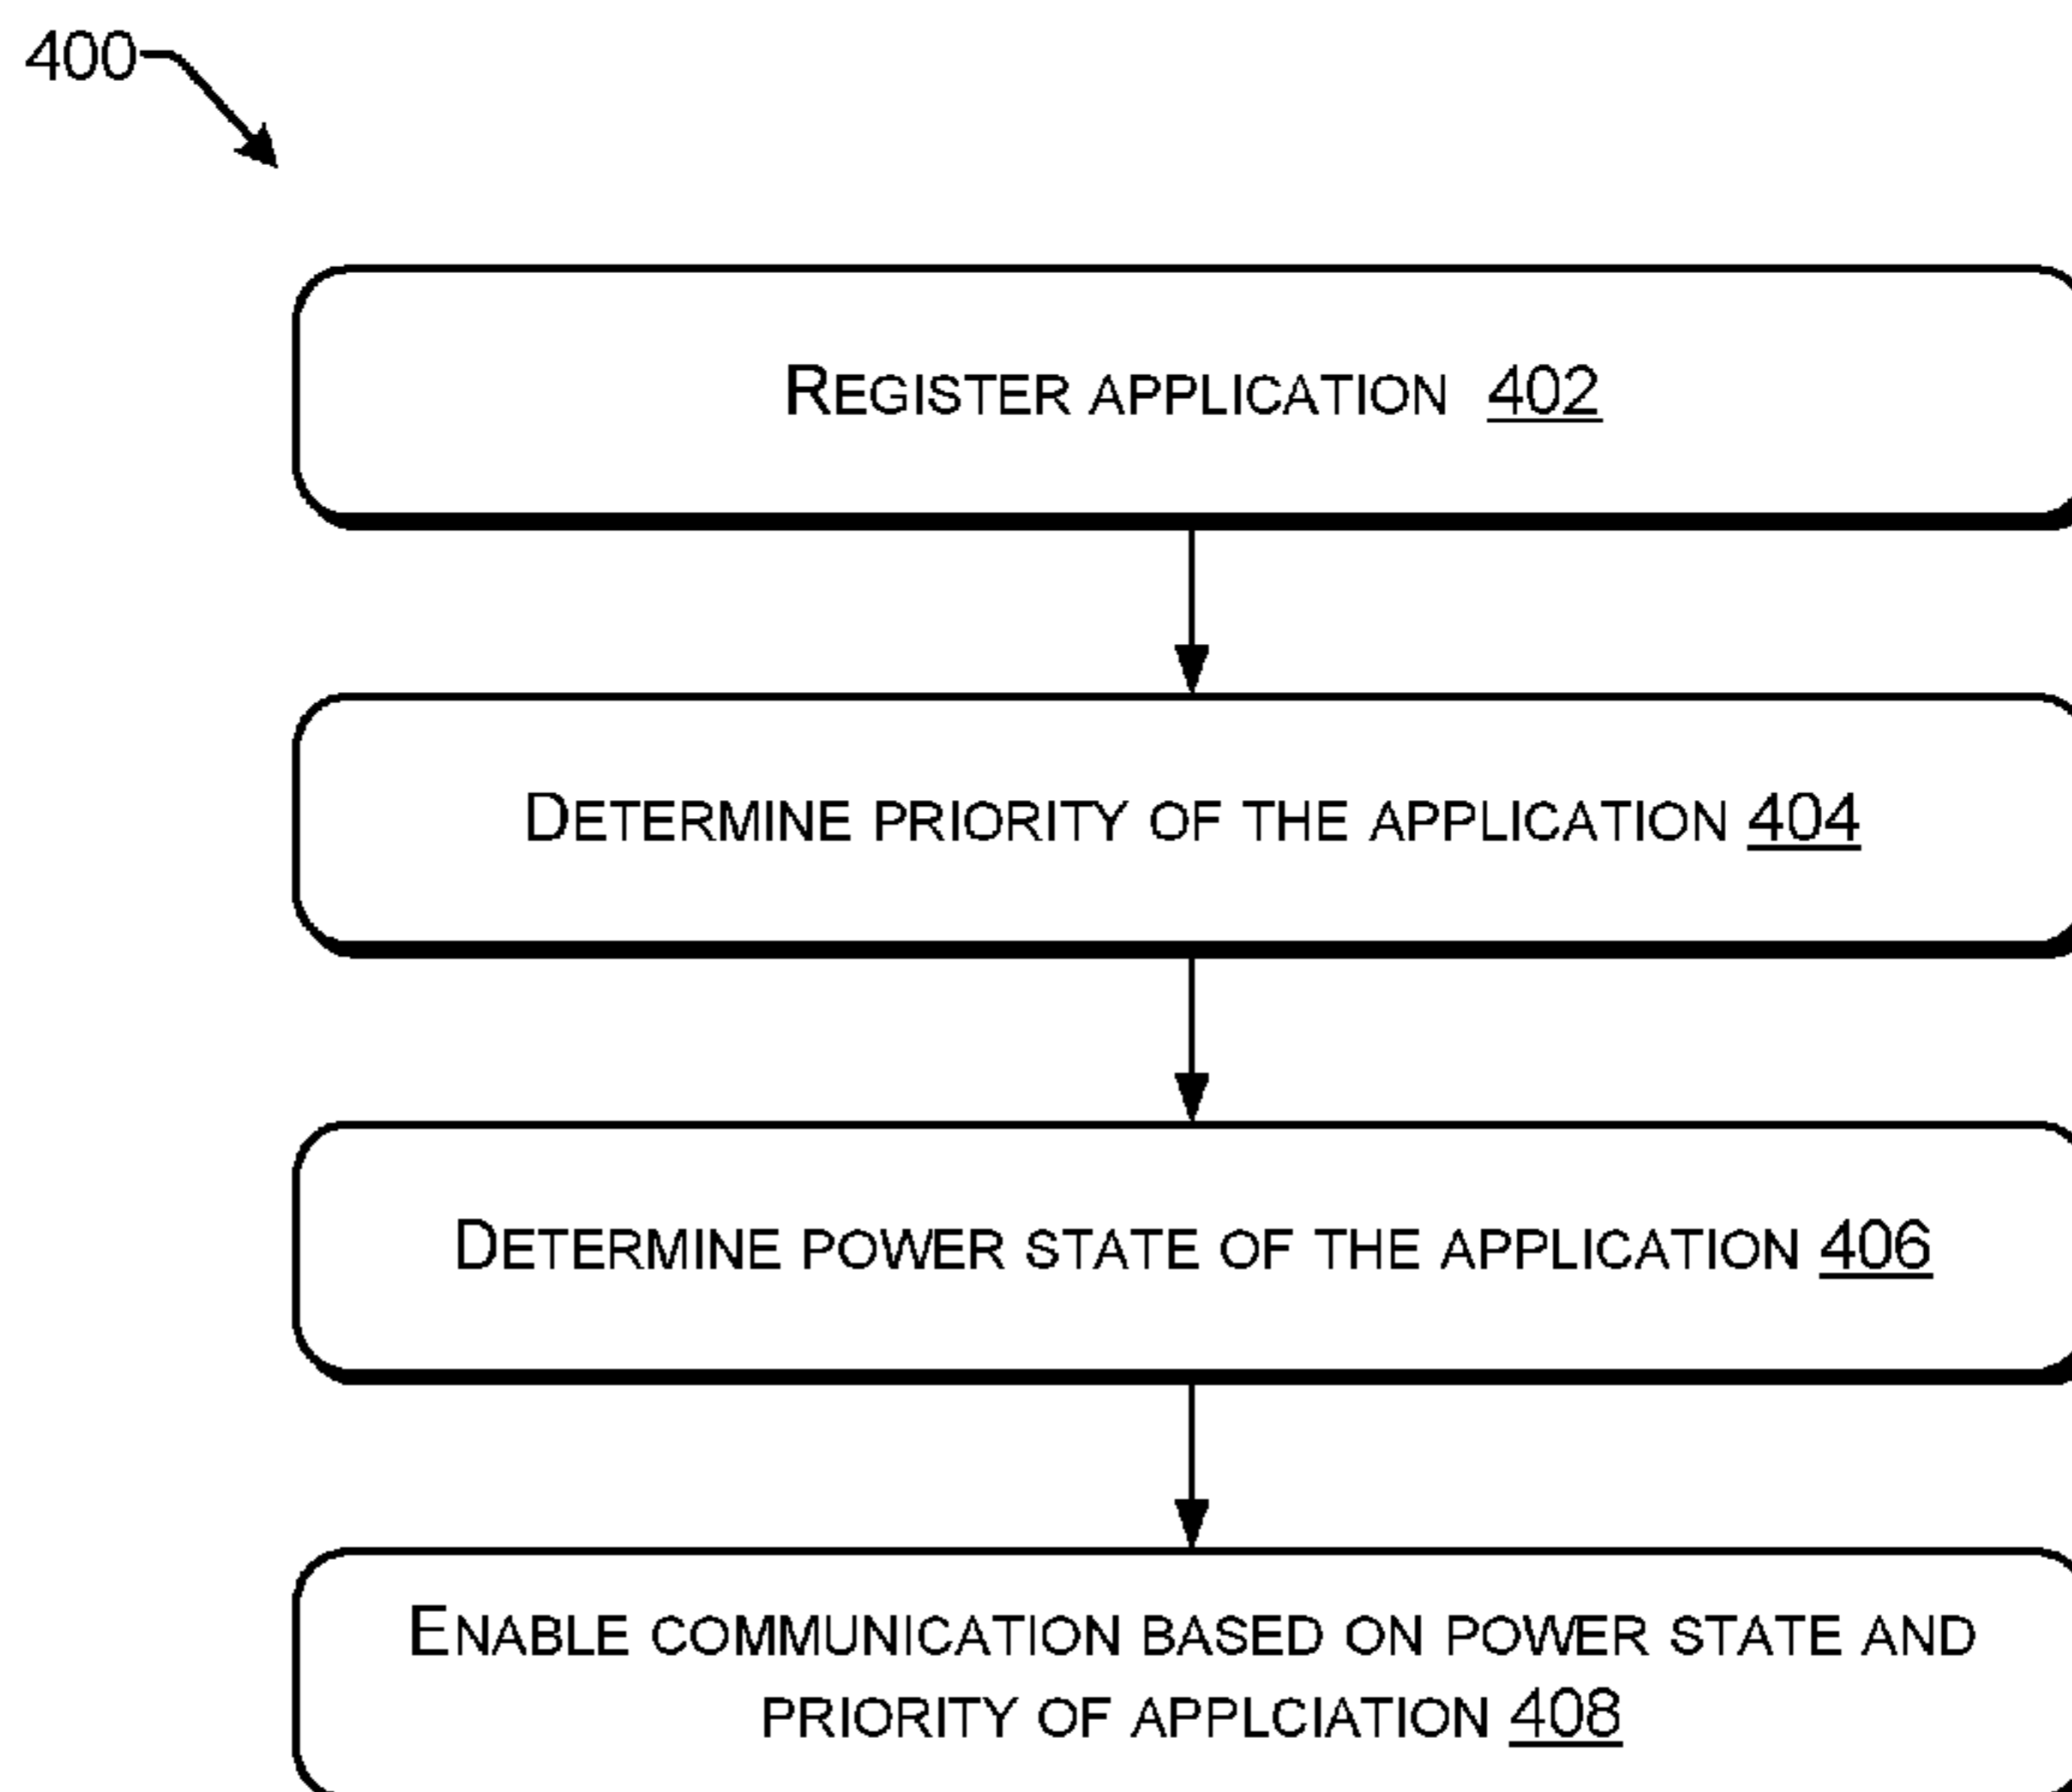 400
REGISTER APPLICATION 402
DETERMINE PRIORITY OF THE APPLICATION 404
DETERMINE POWER STATE OF THE APPLICATION 406
ENABLE COMMUNICATION BASED ON POWER STATE AND
PRIORITY OF APPLCIATION 408